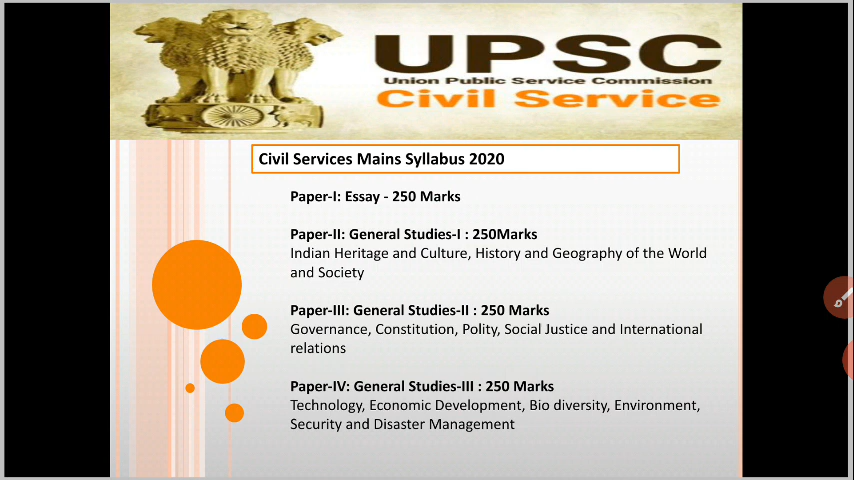 UPSC
Union Public Service Commission
Civil Service
Civil Services Mains Syllabus 2020
Paper-I: Essay - 250 Marks
Paper-II: General Studies-I : 250Marks
Indian Heritage and Culture, History and Geography of the World
and Society
Paper-III: General Studies-II : 250 Marks
Governance, Constitution, Polity, Social Justice and International
relations
Paper-IV: General Studies-III : 250 Marks
Technology, Economic Development, Bio diversity, Environment,
Security and Disaster Management